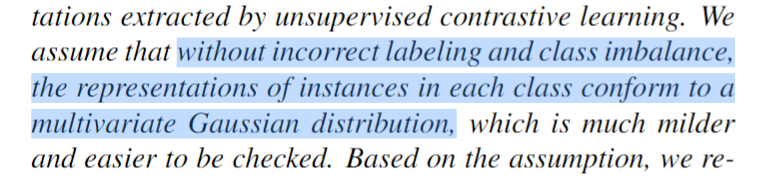 tations extracted by unsupervised contrastive learning. We
assume that without incorrect labeling and class imbalance,
the representations of instances in each class conform to a
multivariate Gaussian distribution, which is much milder
and easier to be checked. Based on the assumption, we re-